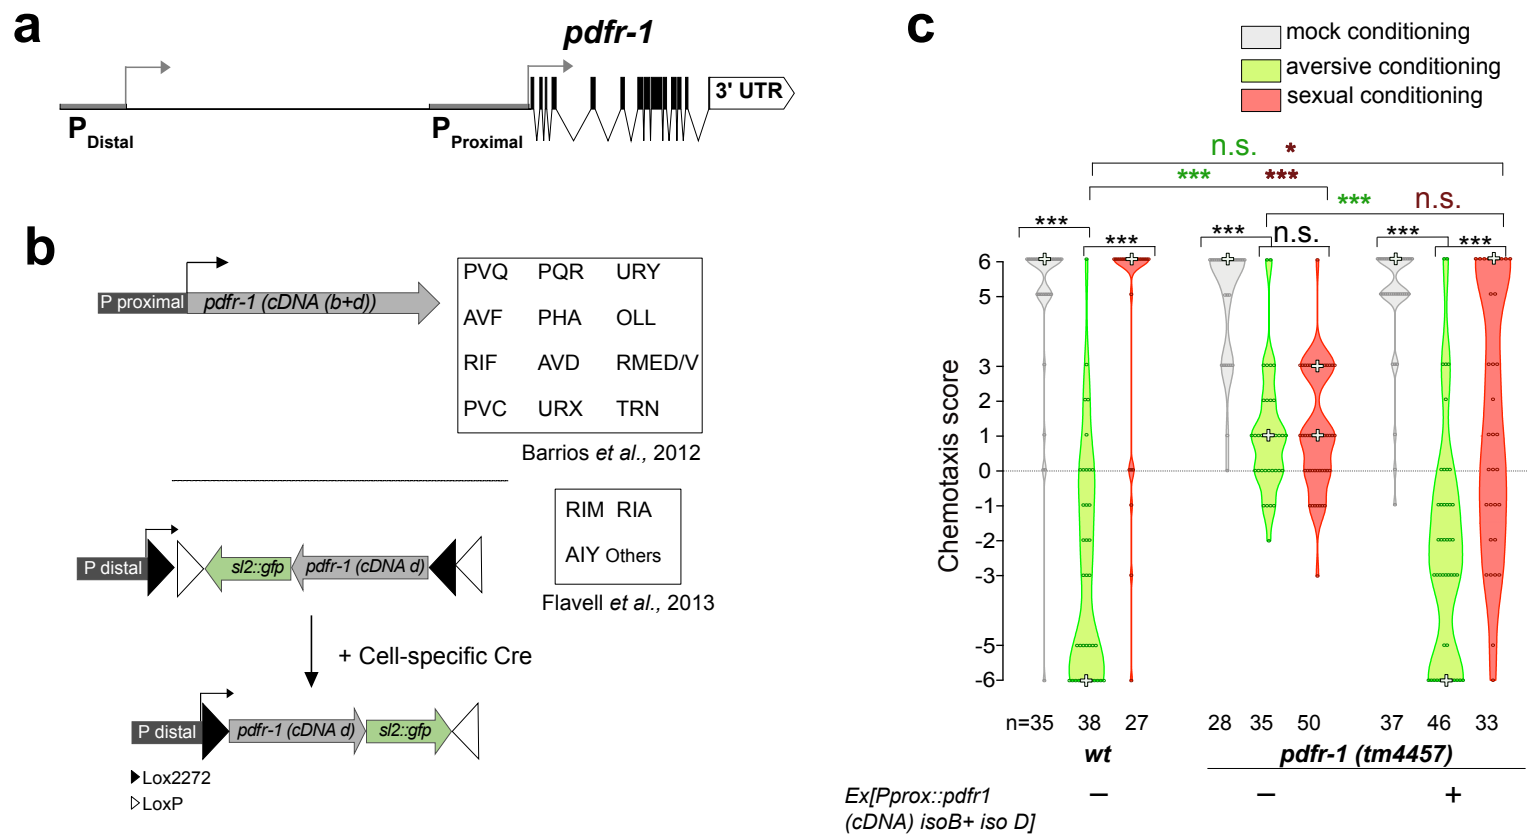 a
pdfr-1
3' UTR
P Distal
P Proximal
b
P proximal
pdfr-1 (cDNA (b+d))
PVQ PQR URY
AVF PHA OLL
RIF AVD RMED/V
PVC URX TRN
Barrios et al., 2012
RIM RIA
AIY Others
Flavell et al., 2013
P distal
sl2::gfp
pdfr-1 (cDNA d)
+ Cell-specific Cre
P distal
pdfr-1 (cDNA d)
sl2::gfp
Lox2272
LoxP
c
mock conditioning
aversive conditioning
sexual conditioning
n.s. *
*** ***
*** n.s.
*** *** *** n.s. *** ***
Chemotaxis score
6
5
3
2
1
0
-1
-2
-3
-5
-6
n=35 38 27 28 35 50 37 46 33
wt pdfr-1 (tm4457)
Ex[Pprox::pdfr1 – – +
(cDNA) isoB+ iso D]